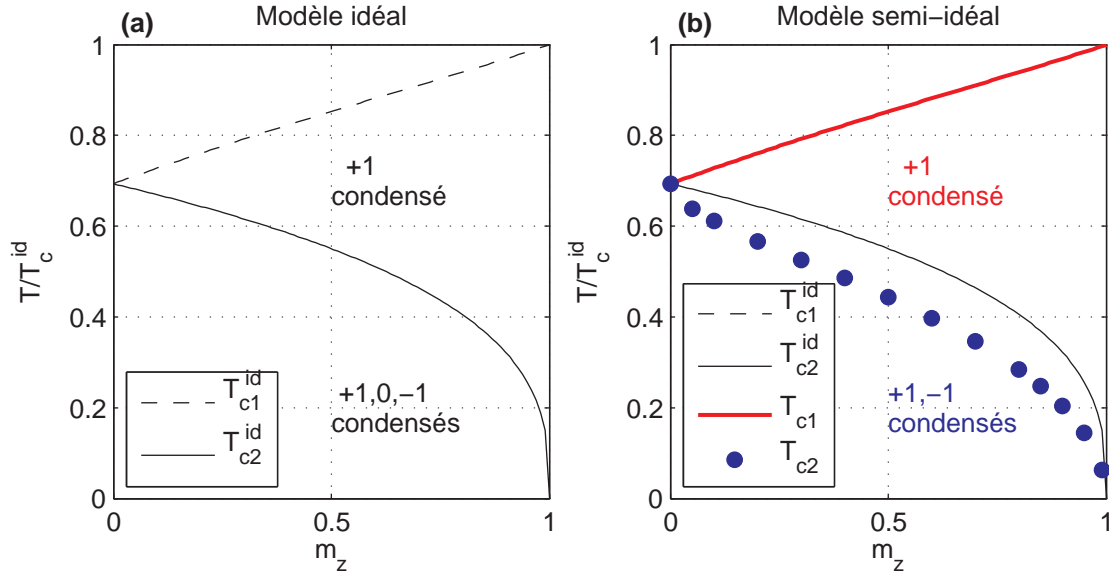 (a) Modèle idéal
1
0.8
0.6
0.4
0.2
0
T/T_c^id
+1
condensé
+1,0,−1
condensés
T_c1^id
T_c2^id
0 0.5 1
m_z
(b) Modèle semi−idéal
1
0.8
0.6
0.4
0.2
0
T/T_c^id
+1
condensé
+1,−1
condensés
T_c1^id
T_c2^id
T_c1
T_c2
0 0.5 1
m_z